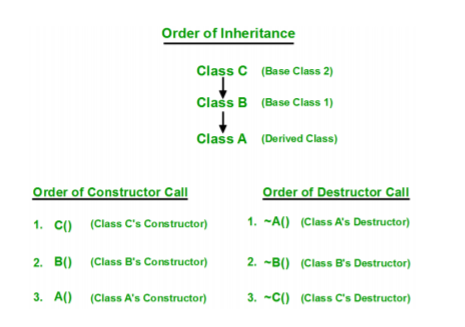 Order of Inheritance
Class C (Base Class 2)
Class B (Base Class 1)
Class A (Derived Class)
Order of Constructor Call
1. C() (Class C's Constructor)
2. B() (Class B's Constructor)
3. A() (Class A's Constructor)
Order of Destructor Call
1. ~A() (Class A's Destructor)
2. ~B() (Class B's Destructor)
3. ~C() (Class C's Destructor)